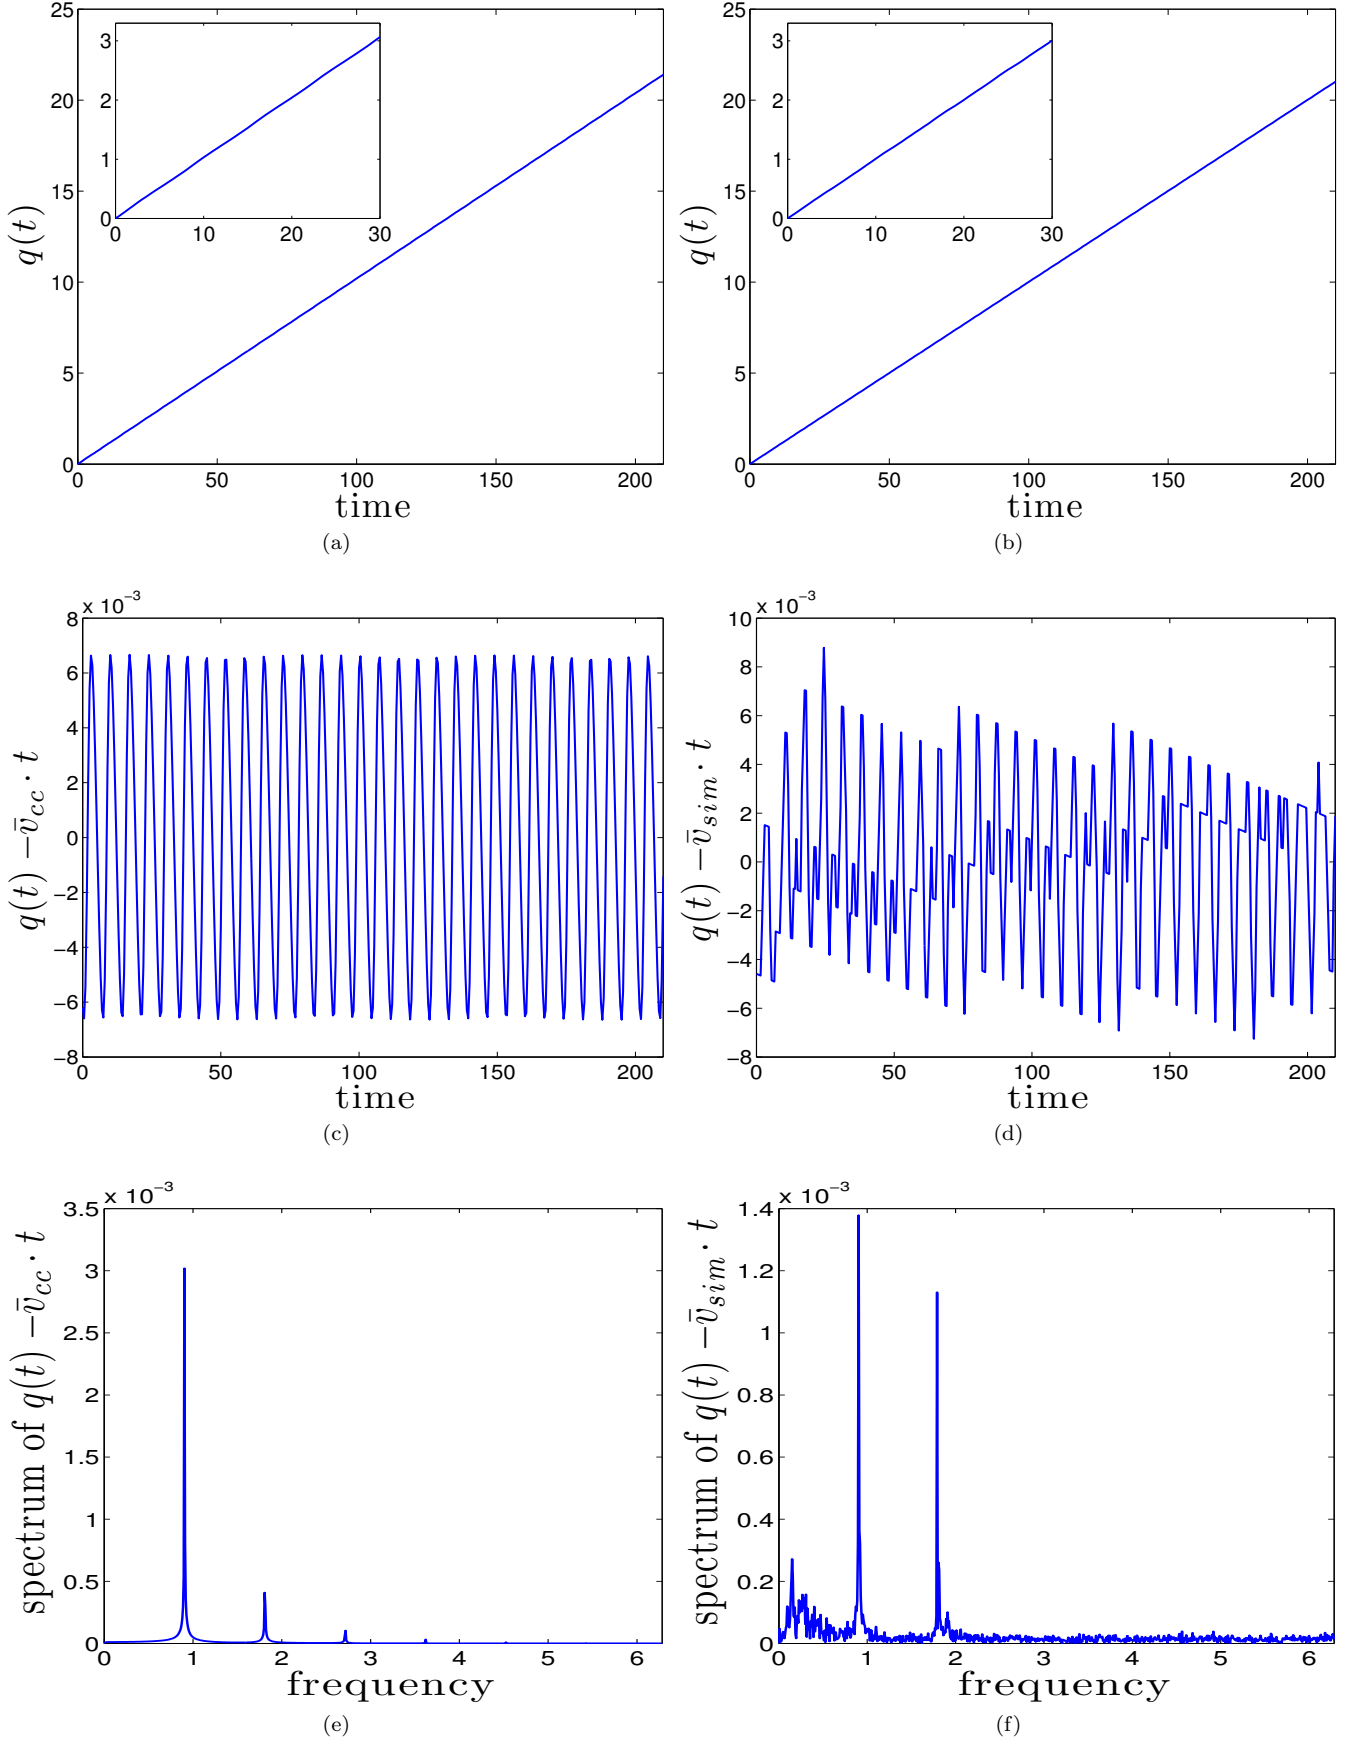 25
20
15
10
5
0
3
2
1
0
0 10 20 30
0 50 100 150 200
q(t)
time
(a)
25
20
15
10
5
0
3
2
1
0
0 10 20 30
0 50 100 150 200
q(t)
time
(b)
x 10⁻³
8
6
4
2
0
−2
−4
−6
−8
0 50 100 150 200
q(t) − v̄_cc · t
time
(c)
x 10⁻³
10
8
6
4
2
0
−2
−4
−6
−8
0 50 100 150 200
q(t) − v̄_sim · t
time
(d)
x 10⁻³
3.5
3
2.5
2
1.5
1
0.5
0
0 1 2 3 4 5 6
spectrum of q(t) − v̄_cc · t
frequency
(e)
x 10⁻³
1.4
1.2
1
0.8
0.6
0.4
0.2
0
0 1 2 3 4 5 6
spectrum of q(t) − v̄_sim · t
frequency
(f)